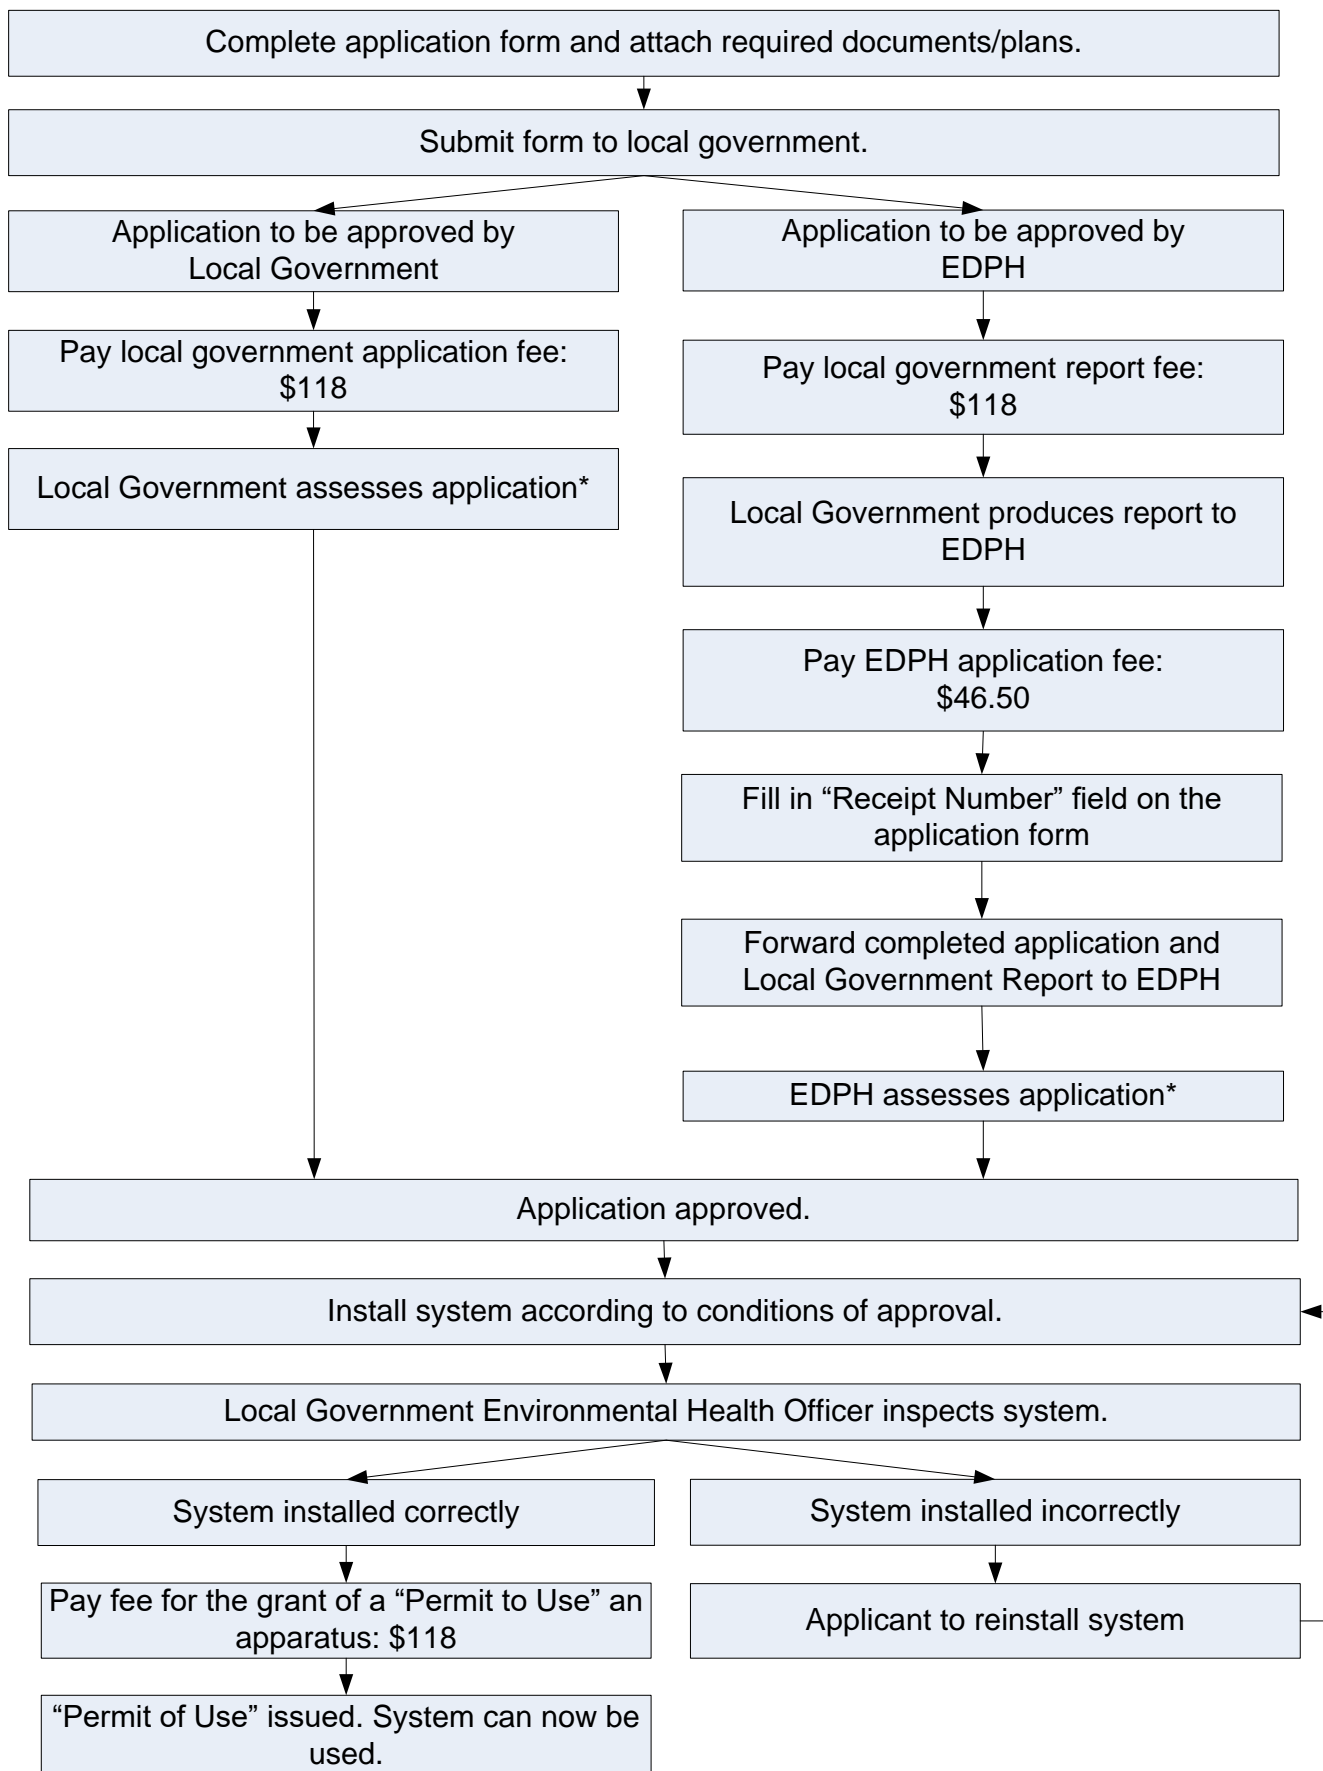 Complete application form and attach required documents/plans.
Submit form to local government.
Application to be approved by
Local Government
Pay local government application fee:
$118
Local Government assesses application*
Application to be approved by
EDPH
Pay local government report fee:
$118
Local Government produces report to
EDPH
Pay EDPH application fee:
$46.50
Fill in “Receipt Number” field on the
application form
Forward completed application and
Local Government Report to EDPH
EDPH assesses application*
Application approved.
Install system according to conditions of approval.
Local Government Environmental Health Officer inspects system.
System installed correctly
Pay fee for the grant of a “Permit to Use” an
apparatus: $118
“Permit of Use” issued. System can now be
used.
System installed incorrectly
Applicant to reinstall system